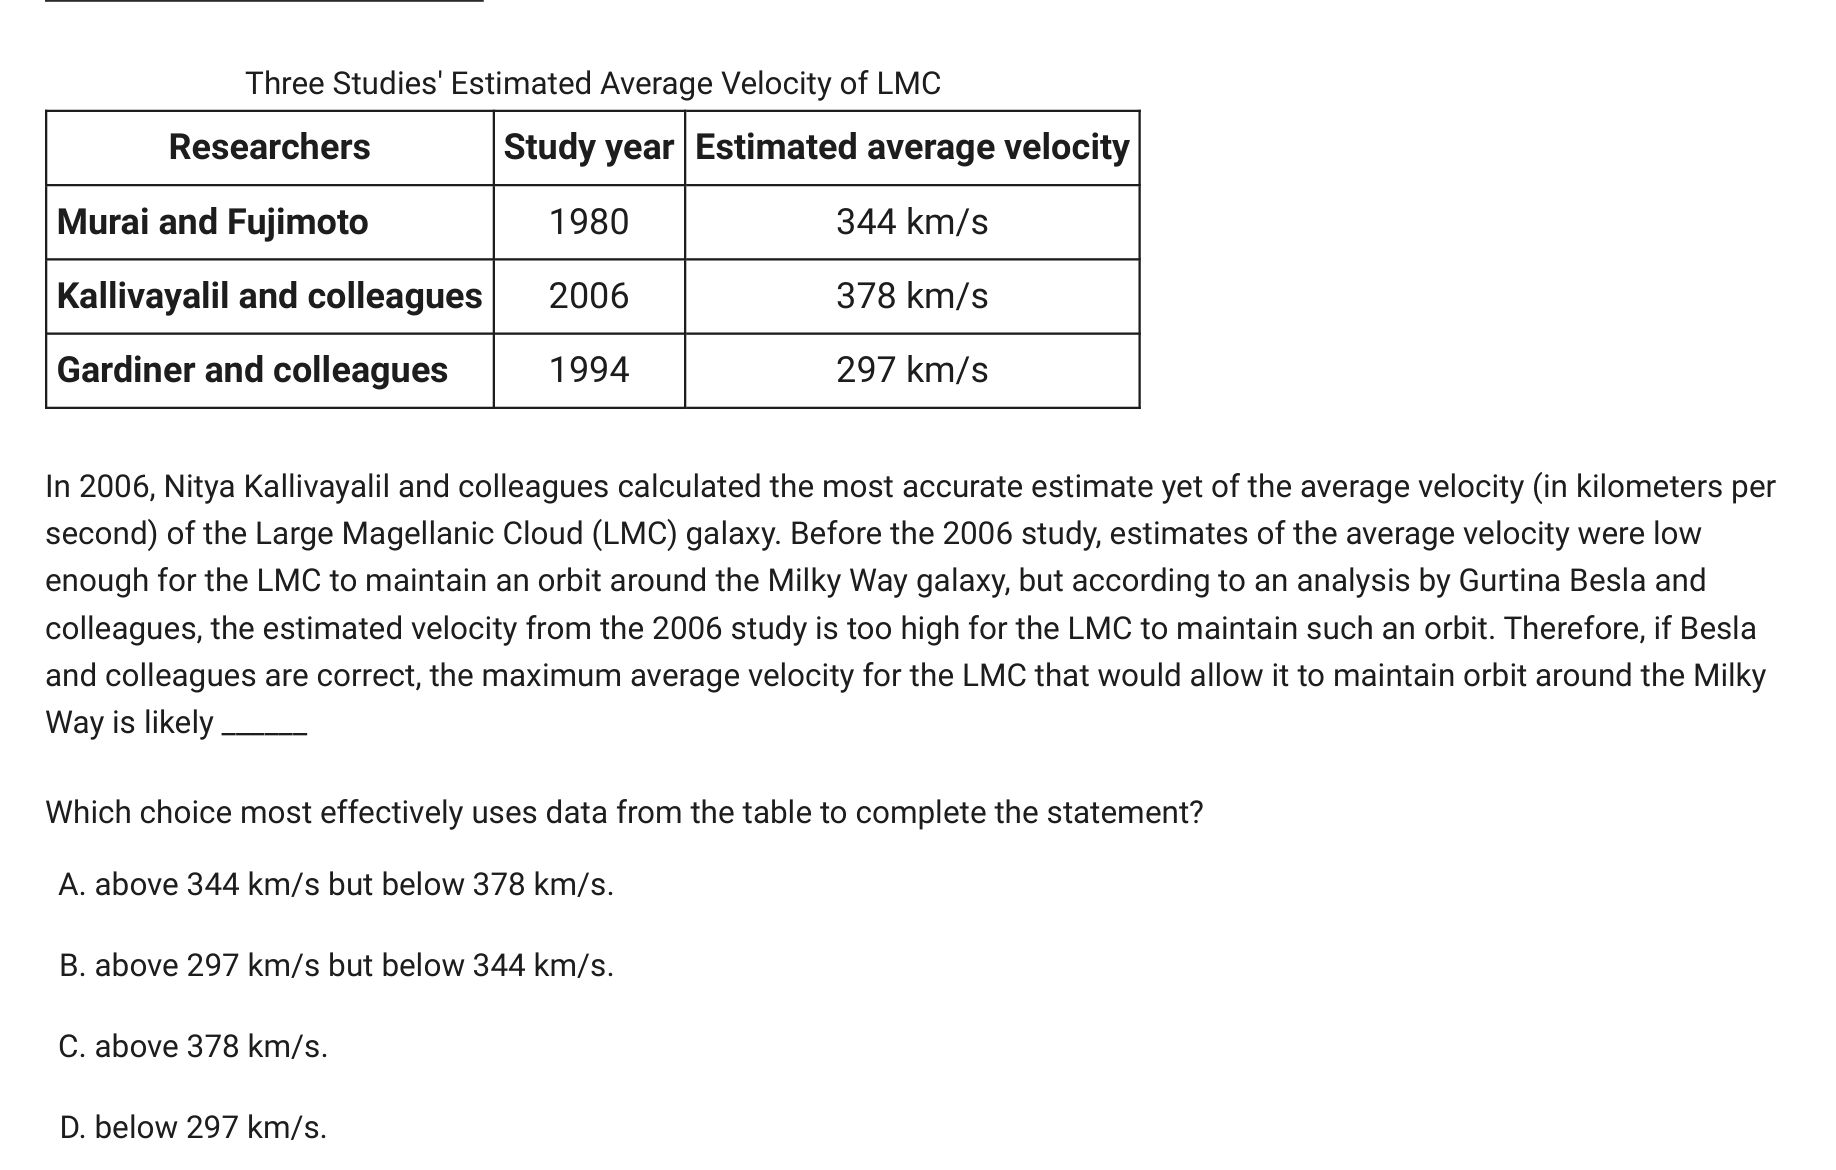 Three Studies' Estimated Average Velocity of LMC
Researchers Study year Estimated average velocity
Murai and Fujimoto 1980 344 km/s
Kallivayalil and colleagues 2006 378 km/s
Gardiner and colleagues 1994 297 km/s
In 2006, Nitya Kallivayalil and colleagues calculated the most accurate estimate yet of the average velocity (in kilometers per
second) of the Large Magellanic Cloud (LMC) galaxy. Before the 2006 study, estimates of the average velocity were low
enough for the LMC to maintain an orbit around the Milky Way galaxy, but according to an analysis by Gurtina Besla and
colleagues, the estimated velocity from the 2006 study is too high for the LMC to maintain such an orbit. Therefore, if Besla
and colleagues are correct, the maximum average velocity for the LMC that would allow it to maintain orbit around the Milky
Way is likely ______
Which choice most effectively uses data from the table to complete the statement?
A. above 344 km/s but below 378 km/s.
B. above 297 km/s but below 344 km/s.
C. above 378 km/s.
D. below 297 km/s.